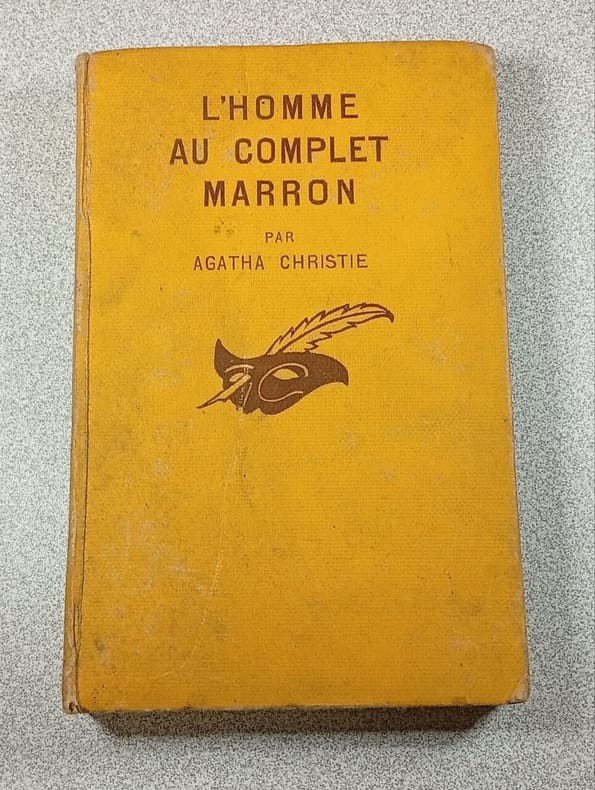 L'HOMME
AU COMPLET
MARRON
PAR
AGATHA CHRISTIE